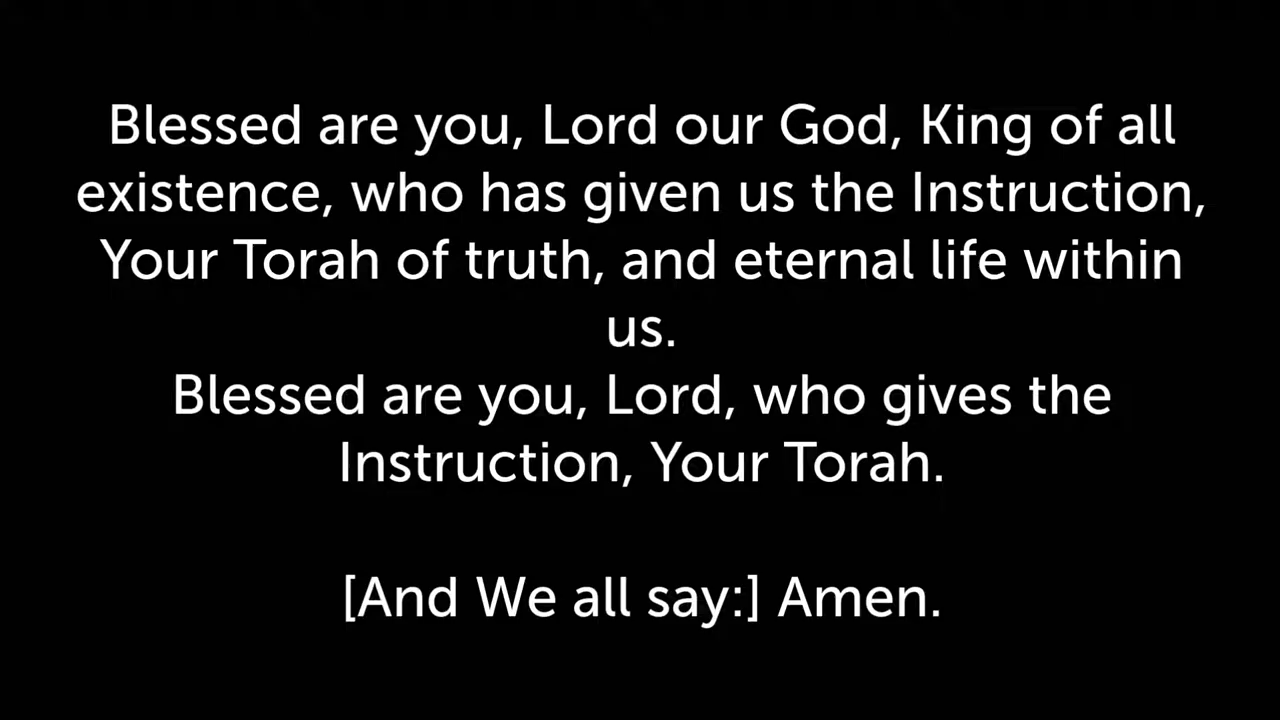 Blessed are you, Lord our God, King of all
existence, who has given us the Instruction,
Your Torah of truth, and eternal life within
us.
Blessed are you, Lord, who gives the
Instruction, Your Torah.
[And We all say:] Amen.